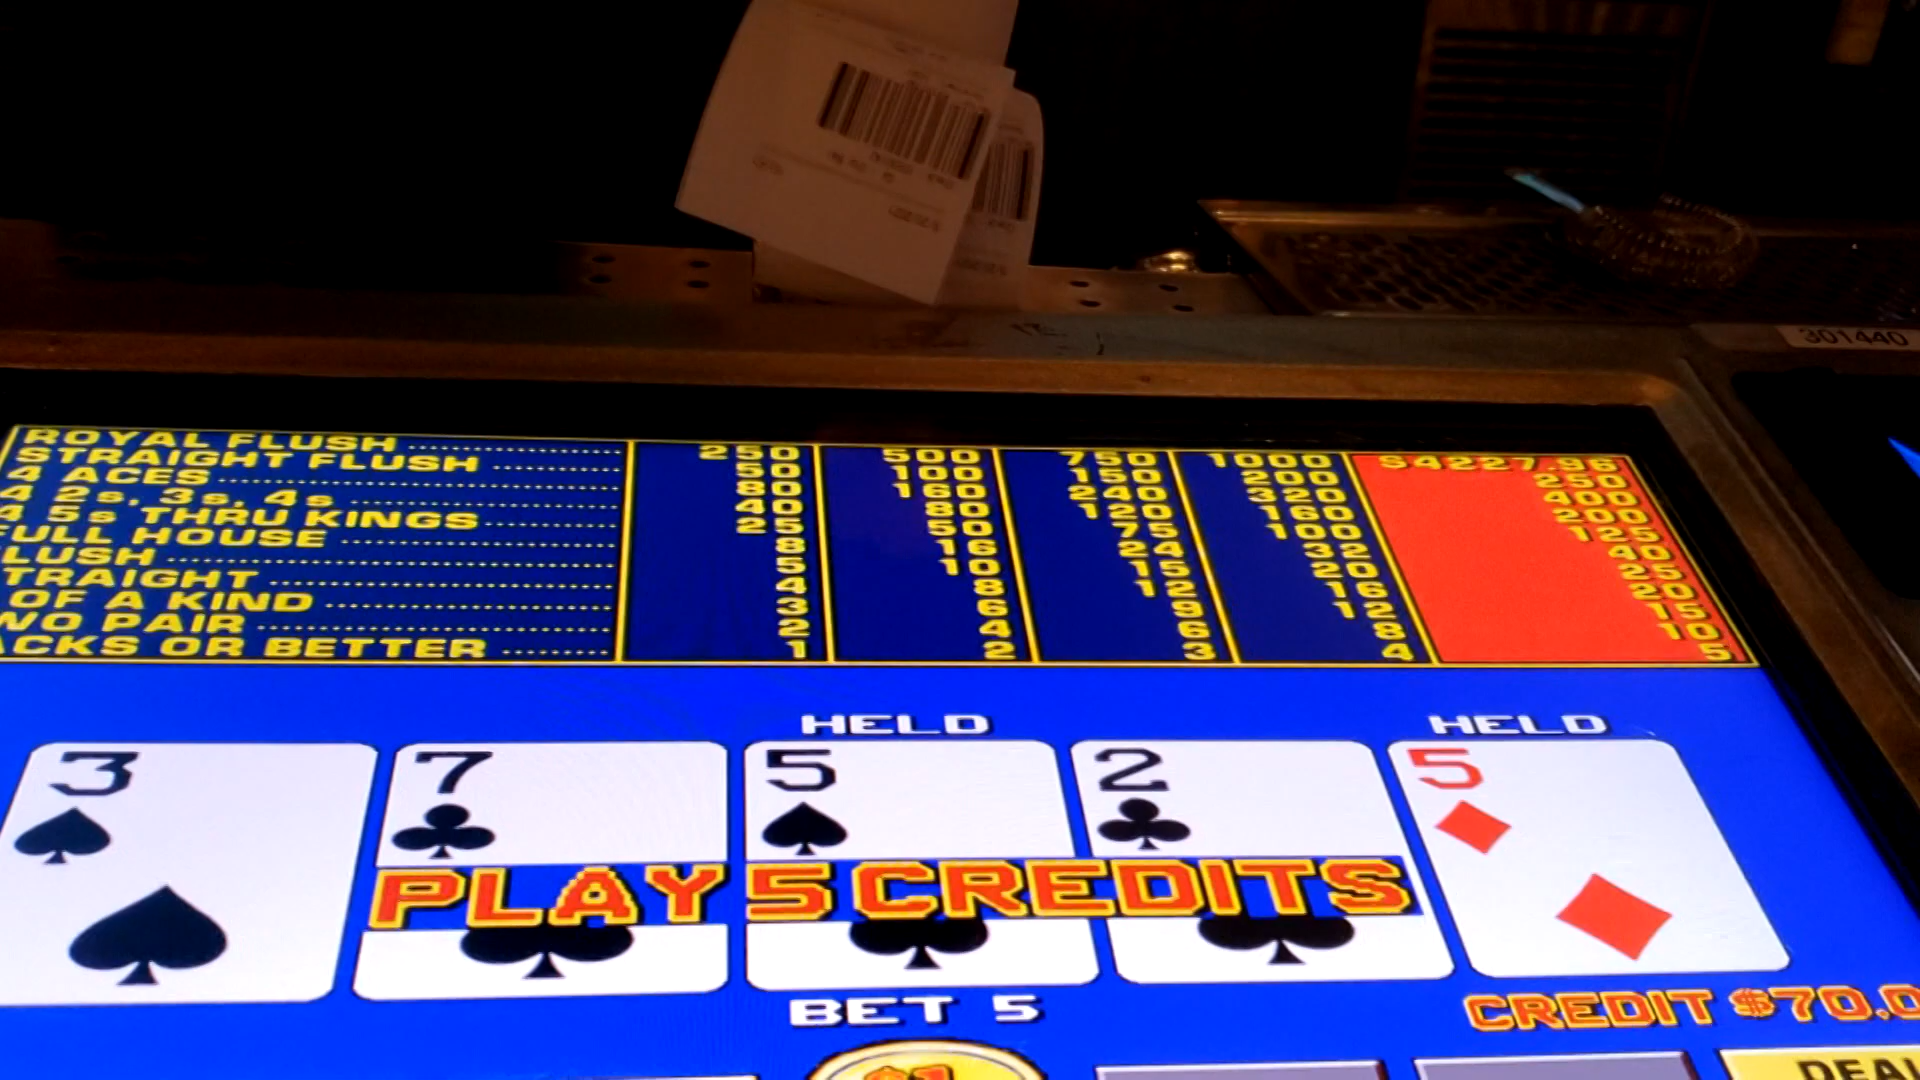 301440
ROYAL FLUSH 250 500 750 1000 $4227.96
STRAIGHT FLUSH 50 100 150 200 250
4 ACES 80 160 240 320 400
4 2s, 3s, 4s 40 80 120 160 200
4 5s THRU KINGS 25 50 75 100 125
FULL HOUSE 8 16 24 32 40
LUSH 5 10 15 20 25
TRAIGHT 4 8 12 16 20
OF A KIND 3 6 9 12 15
WO PAIR 2 4 6 8 10
ACKS OR BETTER 1 2 3 4 5
HELD HELD
3 7 5 2 5
PLAY 5 CREDITS
BET 5 CREDIT $70.0
$1 DEAL